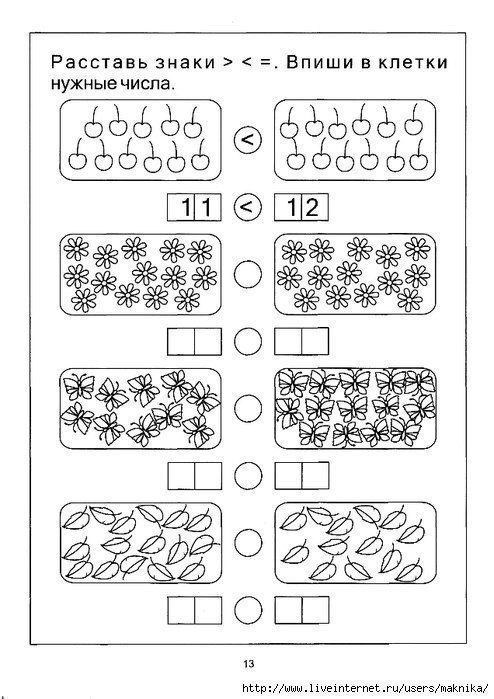 Расставь знаки > < =. Впиши в клетки
нужные числа.
<
11 < 12
13
http://www.liveinternet.ru/users/maknika/